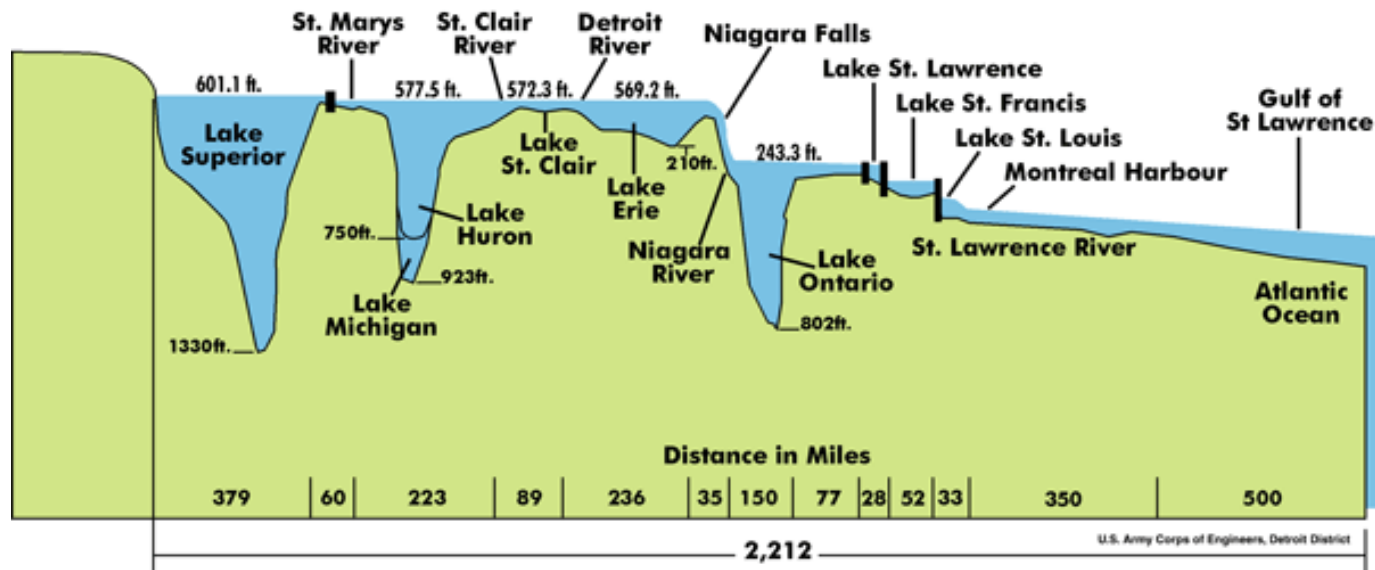 St. Marys
River
St. Clair
River
Detroit
River
Niagara Falls
Lake St. Lawrence
Lake St. Francis
Lake St. Louis
Montreal Harbour
Gulf of
St Lawrence
601.1 ft.
577.5 ft.
572.3 ft.
569.2 ft.
243.3 ft.
Lake
Superior
Lake
St. Clair
210ft.
Lake
Erie
Lake
Huron
750ft.
Niagara
River
St. Lawrence River
Lake
Ontario
923ft.
Lake
Michigan
Atlantic
Ocean
802ft.
1330ft.
Distance in Miles
379
60
223
89
236
35
150
77
28
52
33
350
500
U.S. Army Corps of Engineers, Detroit District
2,212